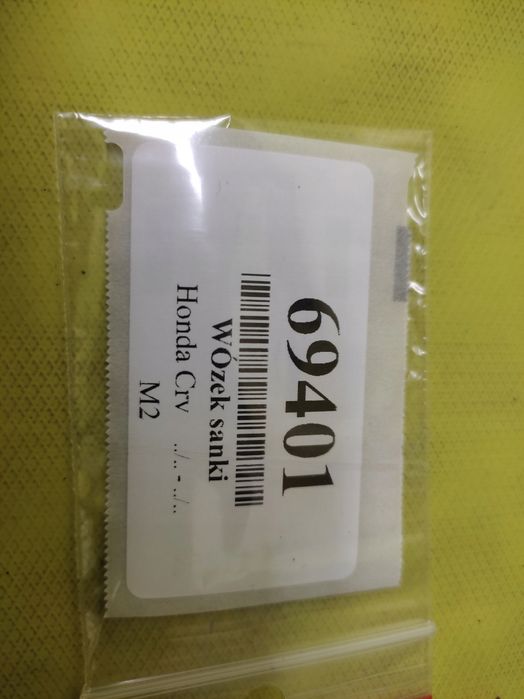 69401
WÓzek sanki
Honda Crv ../.. - ../..
M2